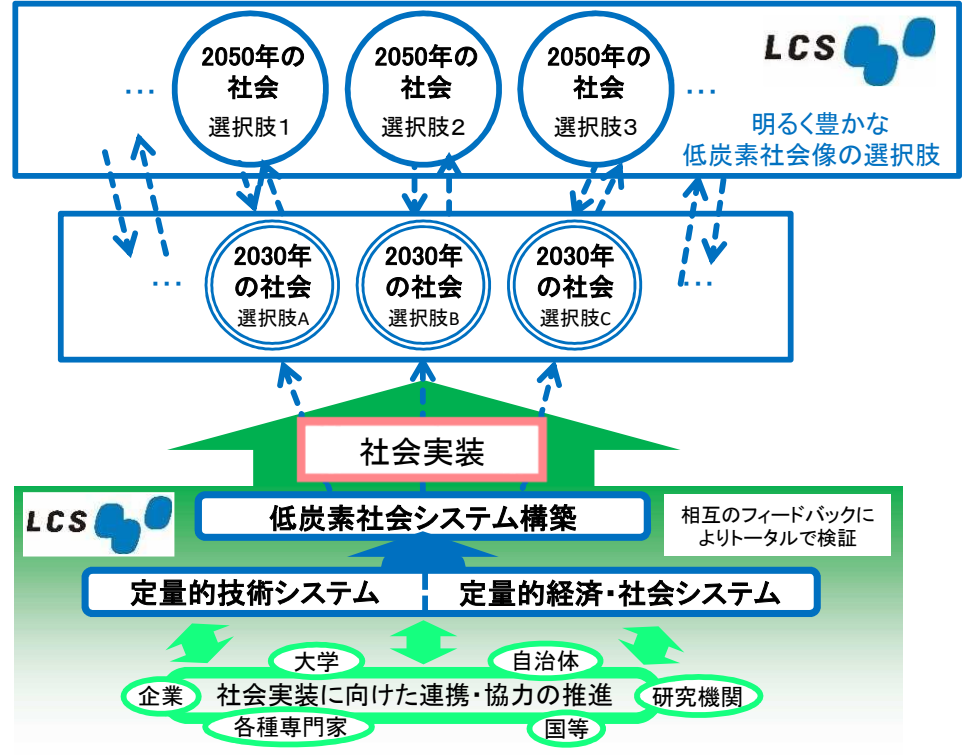 2050年の
社会
選択肢1
2050年の
社会
選択肢2
2050年の
社会
選択肢3
…
…
LCS
明るく豊かな
低炭素社会像の選択肢
2030年
の社会
選択肢A
2030年
の社会
選択肢B
2030年
の社会
選択肢C
…
…
社会実装
LCS
低炭素社会システム構築
相互のフィードバックに
よりトータルで検証
定量的技術システム
定量的経済・社会システム
大学
自治体
企業
社会実装に向けた連携・協力の推進
研究機関
各種専門家
国等